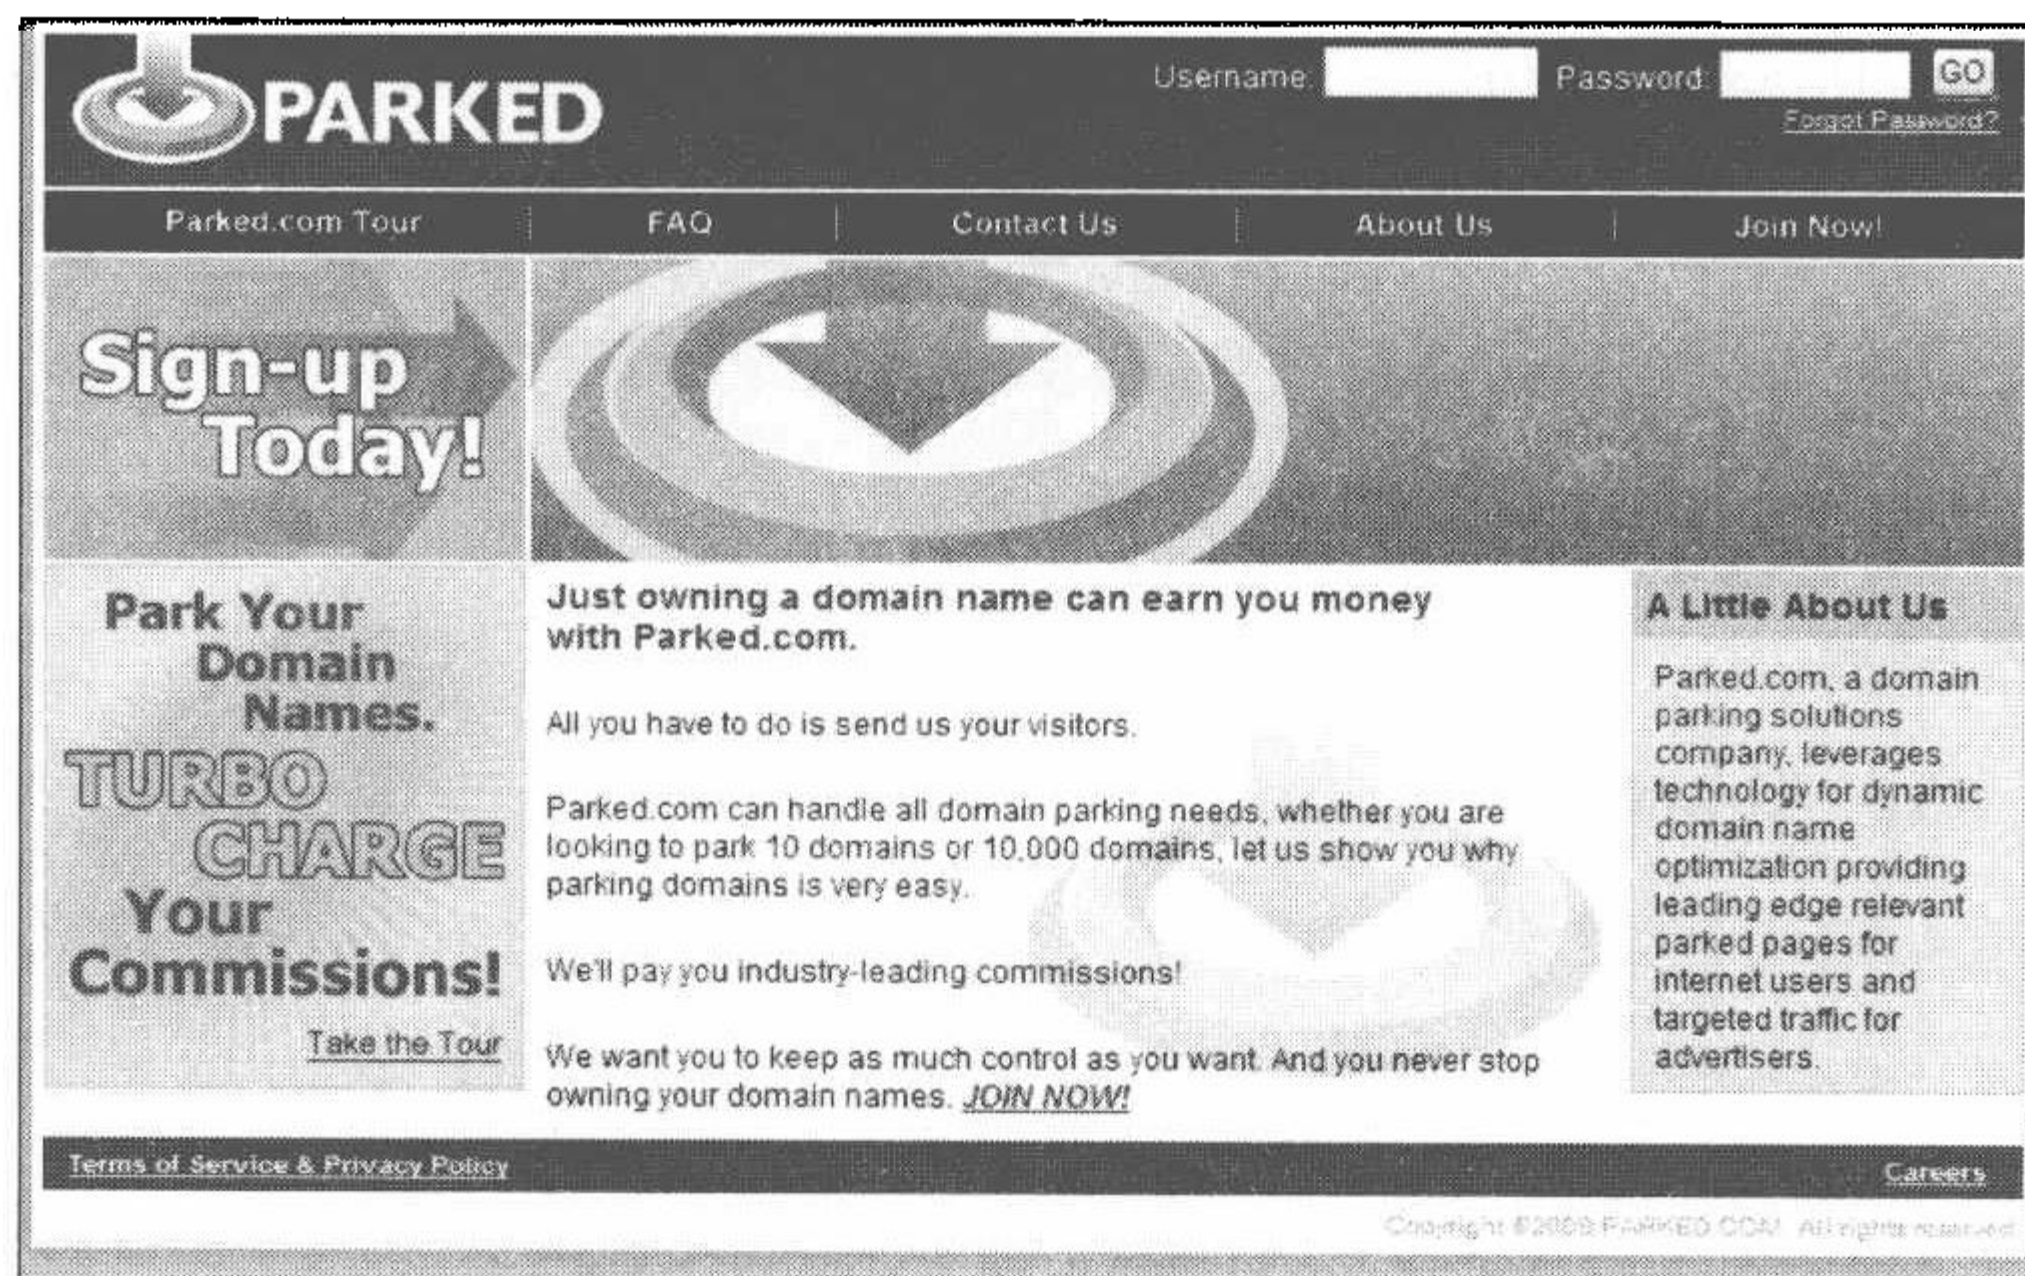 PARKED
Username:
Password:
GO
Forgot Password?
Parked.com Tour
FAQ
Contact Us
About Us
Join Now!
Sign-up
Today!
Park Your
Domain
Names.
TURBO
CHARGE
Your
Commissions!
Take the Tour
Just owning a domain name can earn you money
with Parked.com.
All you have to do is send us your visitors.
Parked.com can handle all domain parking needs, whether you are
looking to park 10 domains or 10,000 domains, let us show you why
parking domains is very easy.
We'll pay you industry-leading commissions!
We want you to keep as much control as you want. And you never stop
owning your domain names. JOIN NOW!
A Little About Us
Parked.com, a domain
parking solutions
company, leverages
technology for dynamic
domain name
optimization providing
leading edge relevant
parked pages for
internet users and
targeted traffic for
advertisers.
Terms of Service & Privacy Policy
Careers
Copyright PARKED.COM. All rights reserved